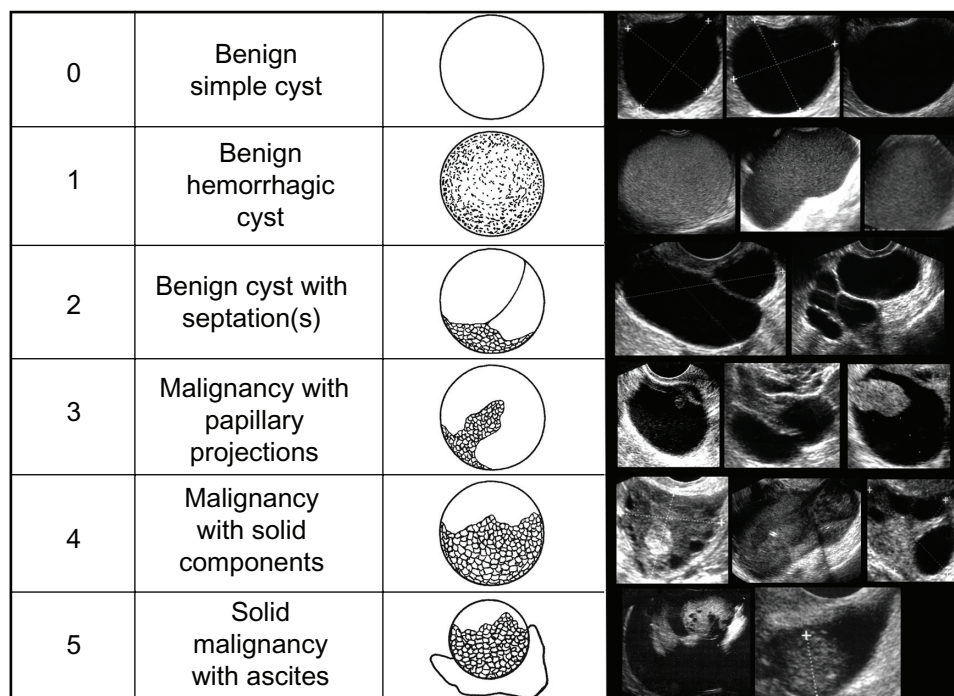 0
Benign
simple cyst
1
Benign
hemorrhagic
cyst
2
Benign cyst with
septation(s)
3
Malignancy with
papillary
projections
4
Malignancy
with solid
components
5
Solid
malignancy
with ascites